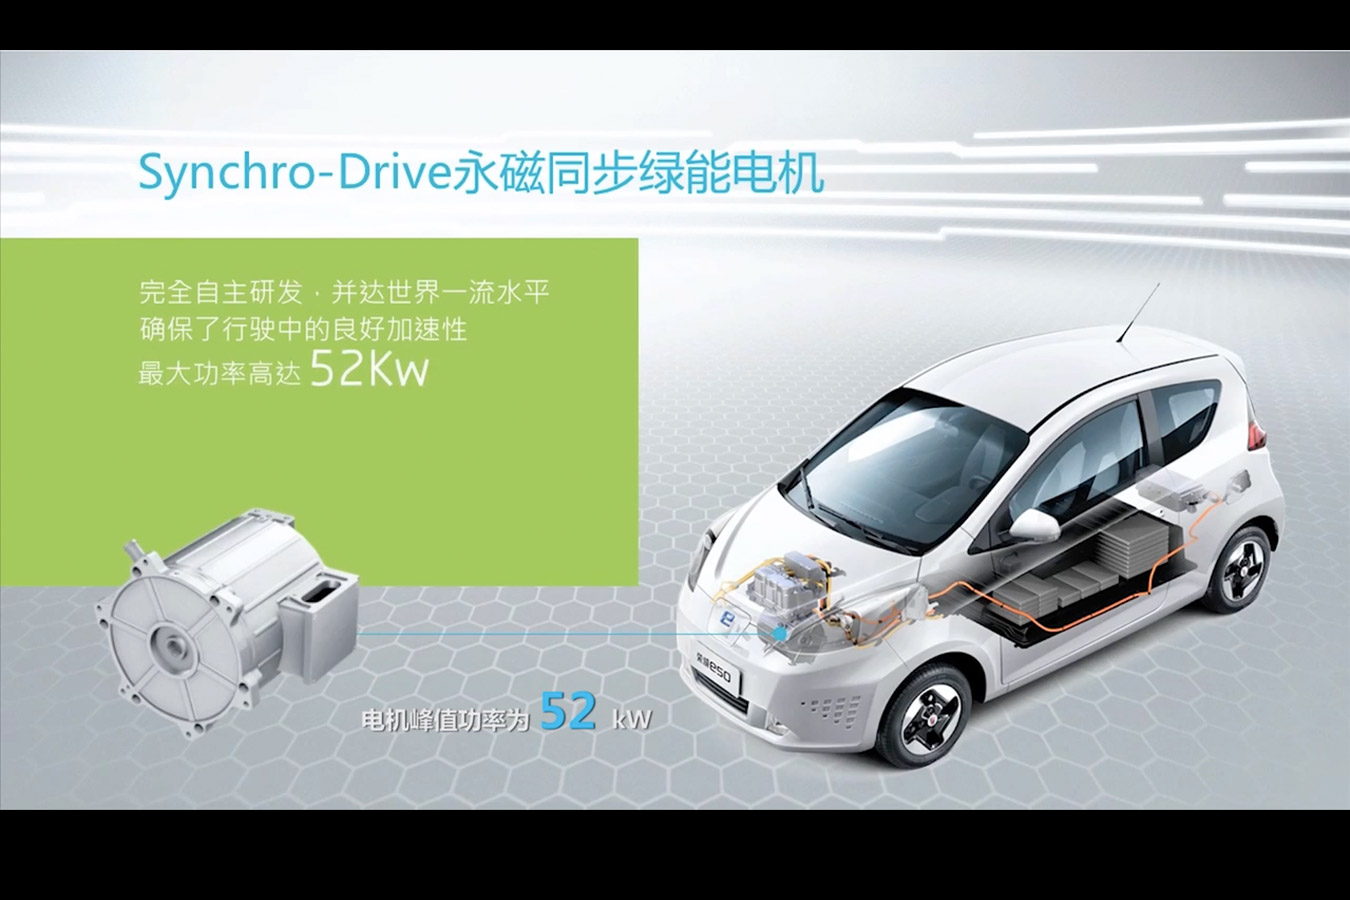 Synchro-Drive永磁同步绿能电机
完全自主研发，并达世界一流水平
确保了行驶中的良好加速性
最大功率高达 52Kw
e
荣威e50
电机峰值功率为 52 kW